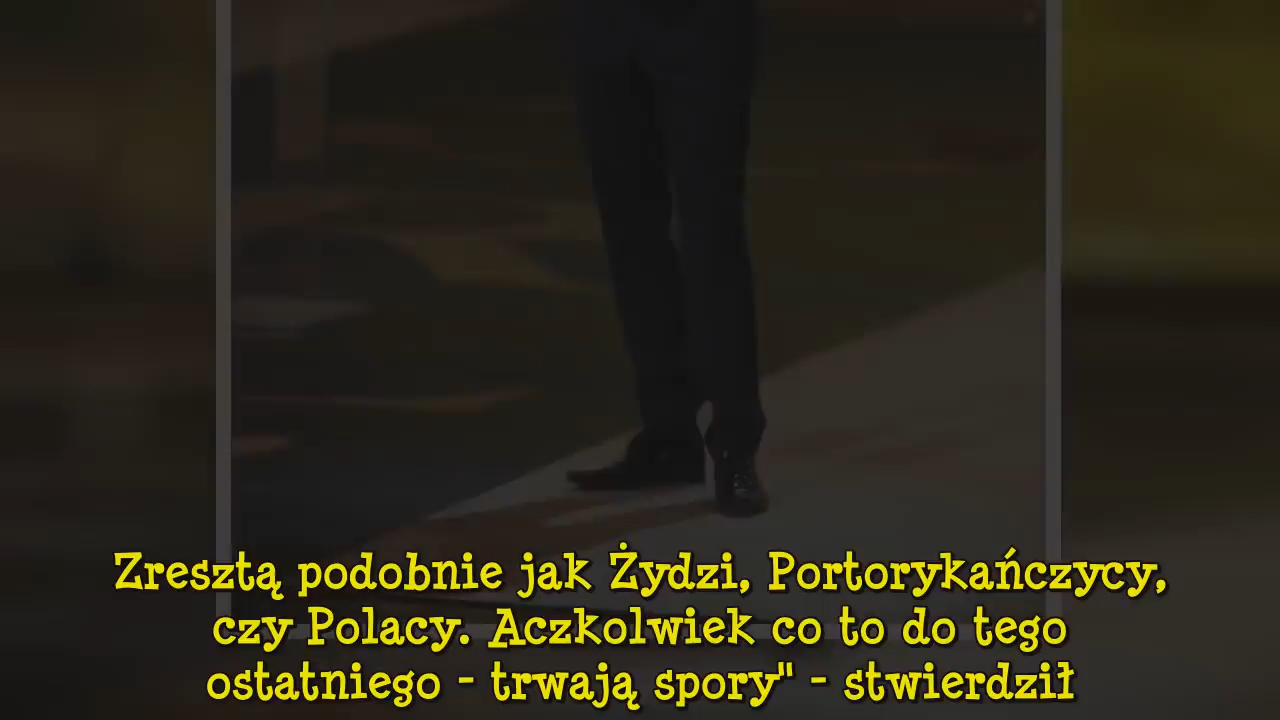 Zresztą podobnie jak Żydzi, Portorykańczycy,
czy Polacy. Aczkolwiek co to do tego
ostatniego - trwają spory" - stwierdził